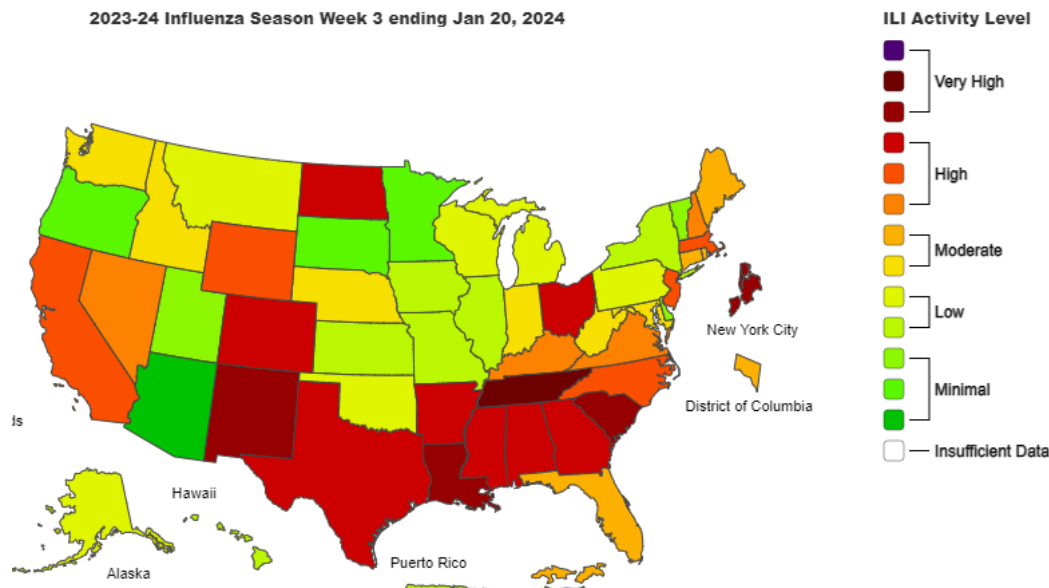 2023-24 Influenza Season Week 3 ending Jan 20, 2024
ILI Activity Level
Very High
High
Moderate
Low
Minimal
Insufficient Data
New York City
District of Columbia
ds
Hawaii
Alaska
Puerto Rico